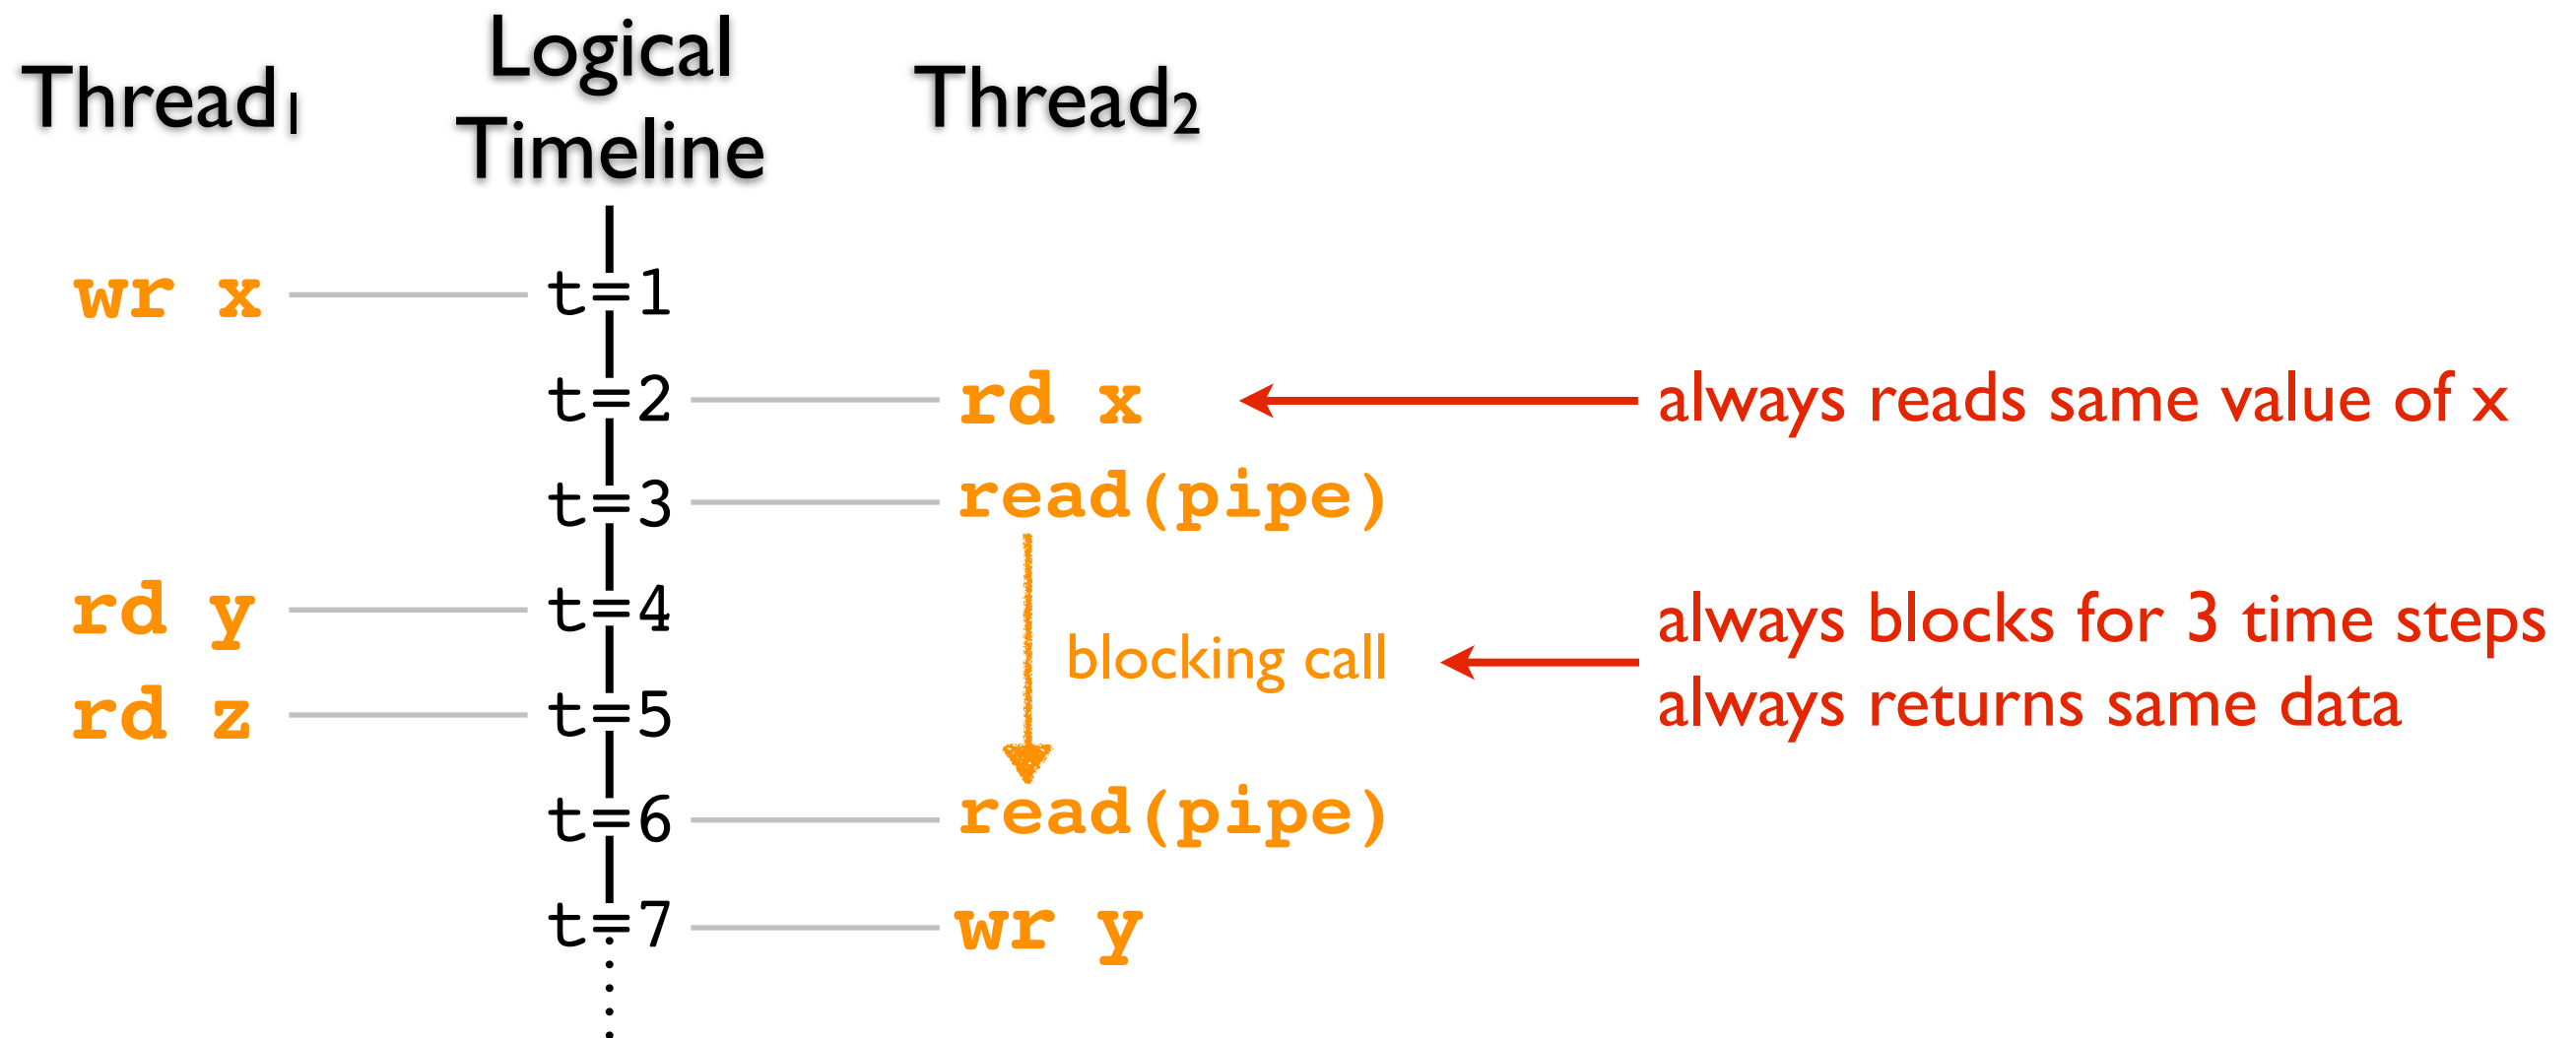 Logical
Thread1 Timeline Thread2
wr x t=1
t=2 rd x always reads same value of x
t=3 read(pipe)
rd y t=4 always blocks for 3 time steps
blocking call
rd z t=5 always returns same data
t=6 read(pipe)
t=7 wr y